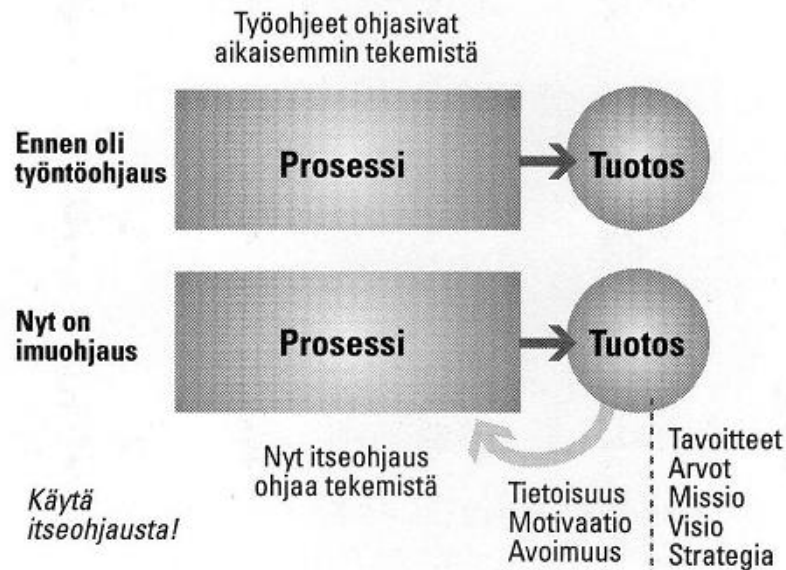 Työohjeet ohjasivat
aikaisemmin tekemistä
Ennen oli
työntöohjaus
Prosessi
Tuotos
Nyt on
imuohjaus
Prosessi
Tuotos
Nyt itseohjaus
ohjaa tekemistä
Käytä
itseohjausta!
Tietoisuus
Motivaatio
Avoimuus
Tavoitteet
Arvot
Missio
Visio
Strategia